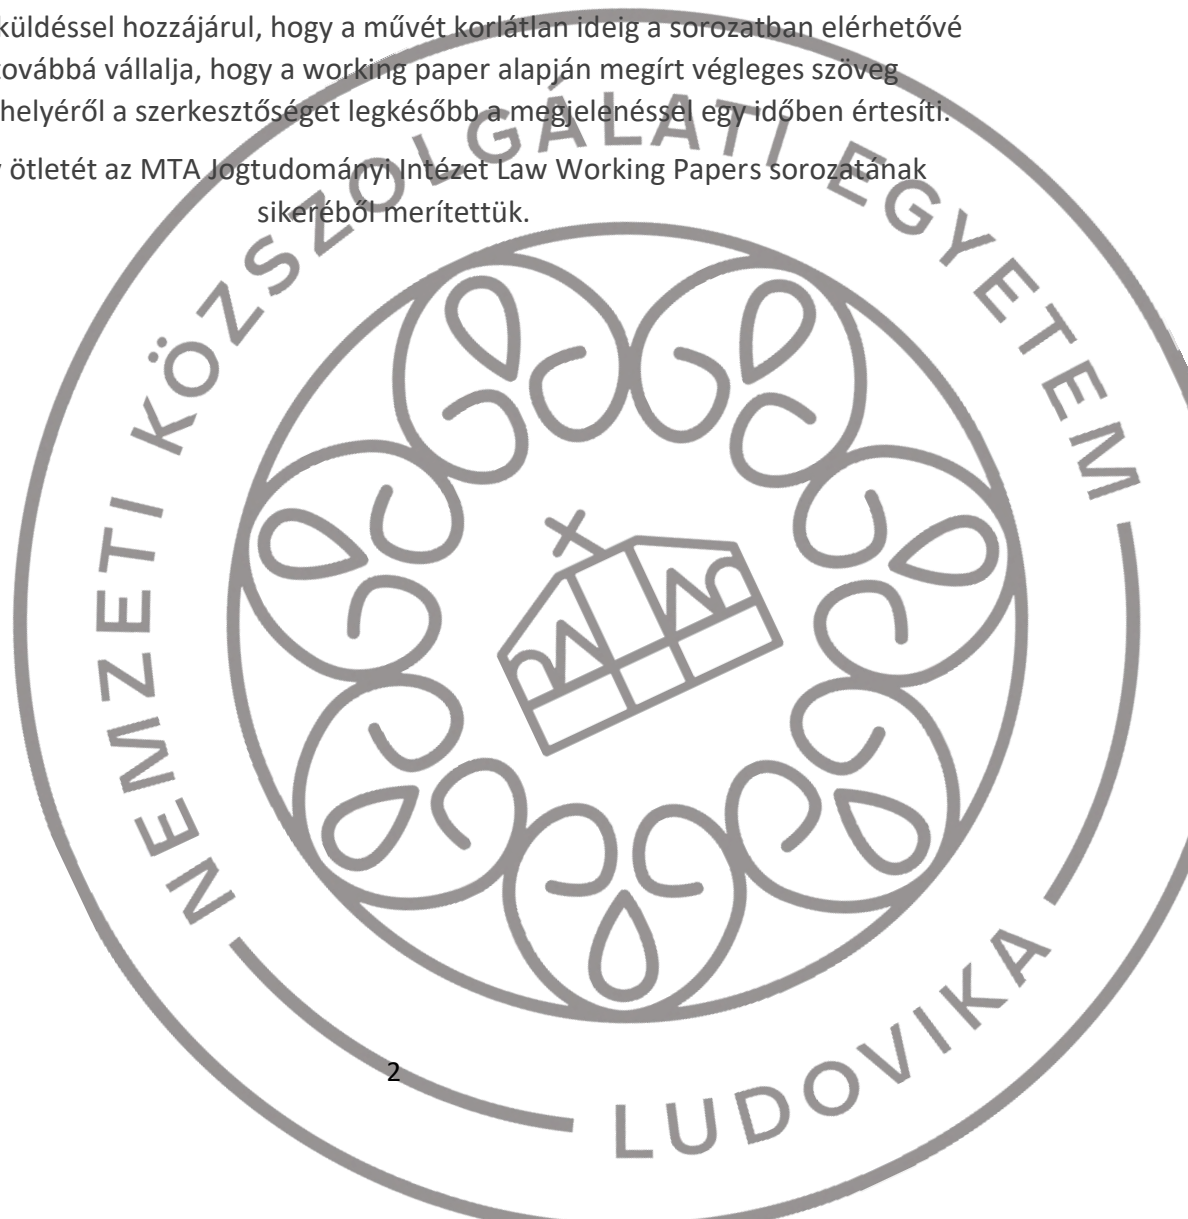 küldéssel hozzájárul, hogy a művét korlátlan ideig a sorozatban elérhetővé
továbbá vállalja, hogy a working paper alapján megírt végleges szöveg
helyéről a szerkesztőséget legkésőbb a megjelenéssel egy időben értesíti.
ötletét az MTA Jogtudományi Intézet Law Working Papers sorozatának
sikeréből merítettük.
NEMZETI KÖZSZOLGÁLATI EGYETEM
LUDOVIKA
2